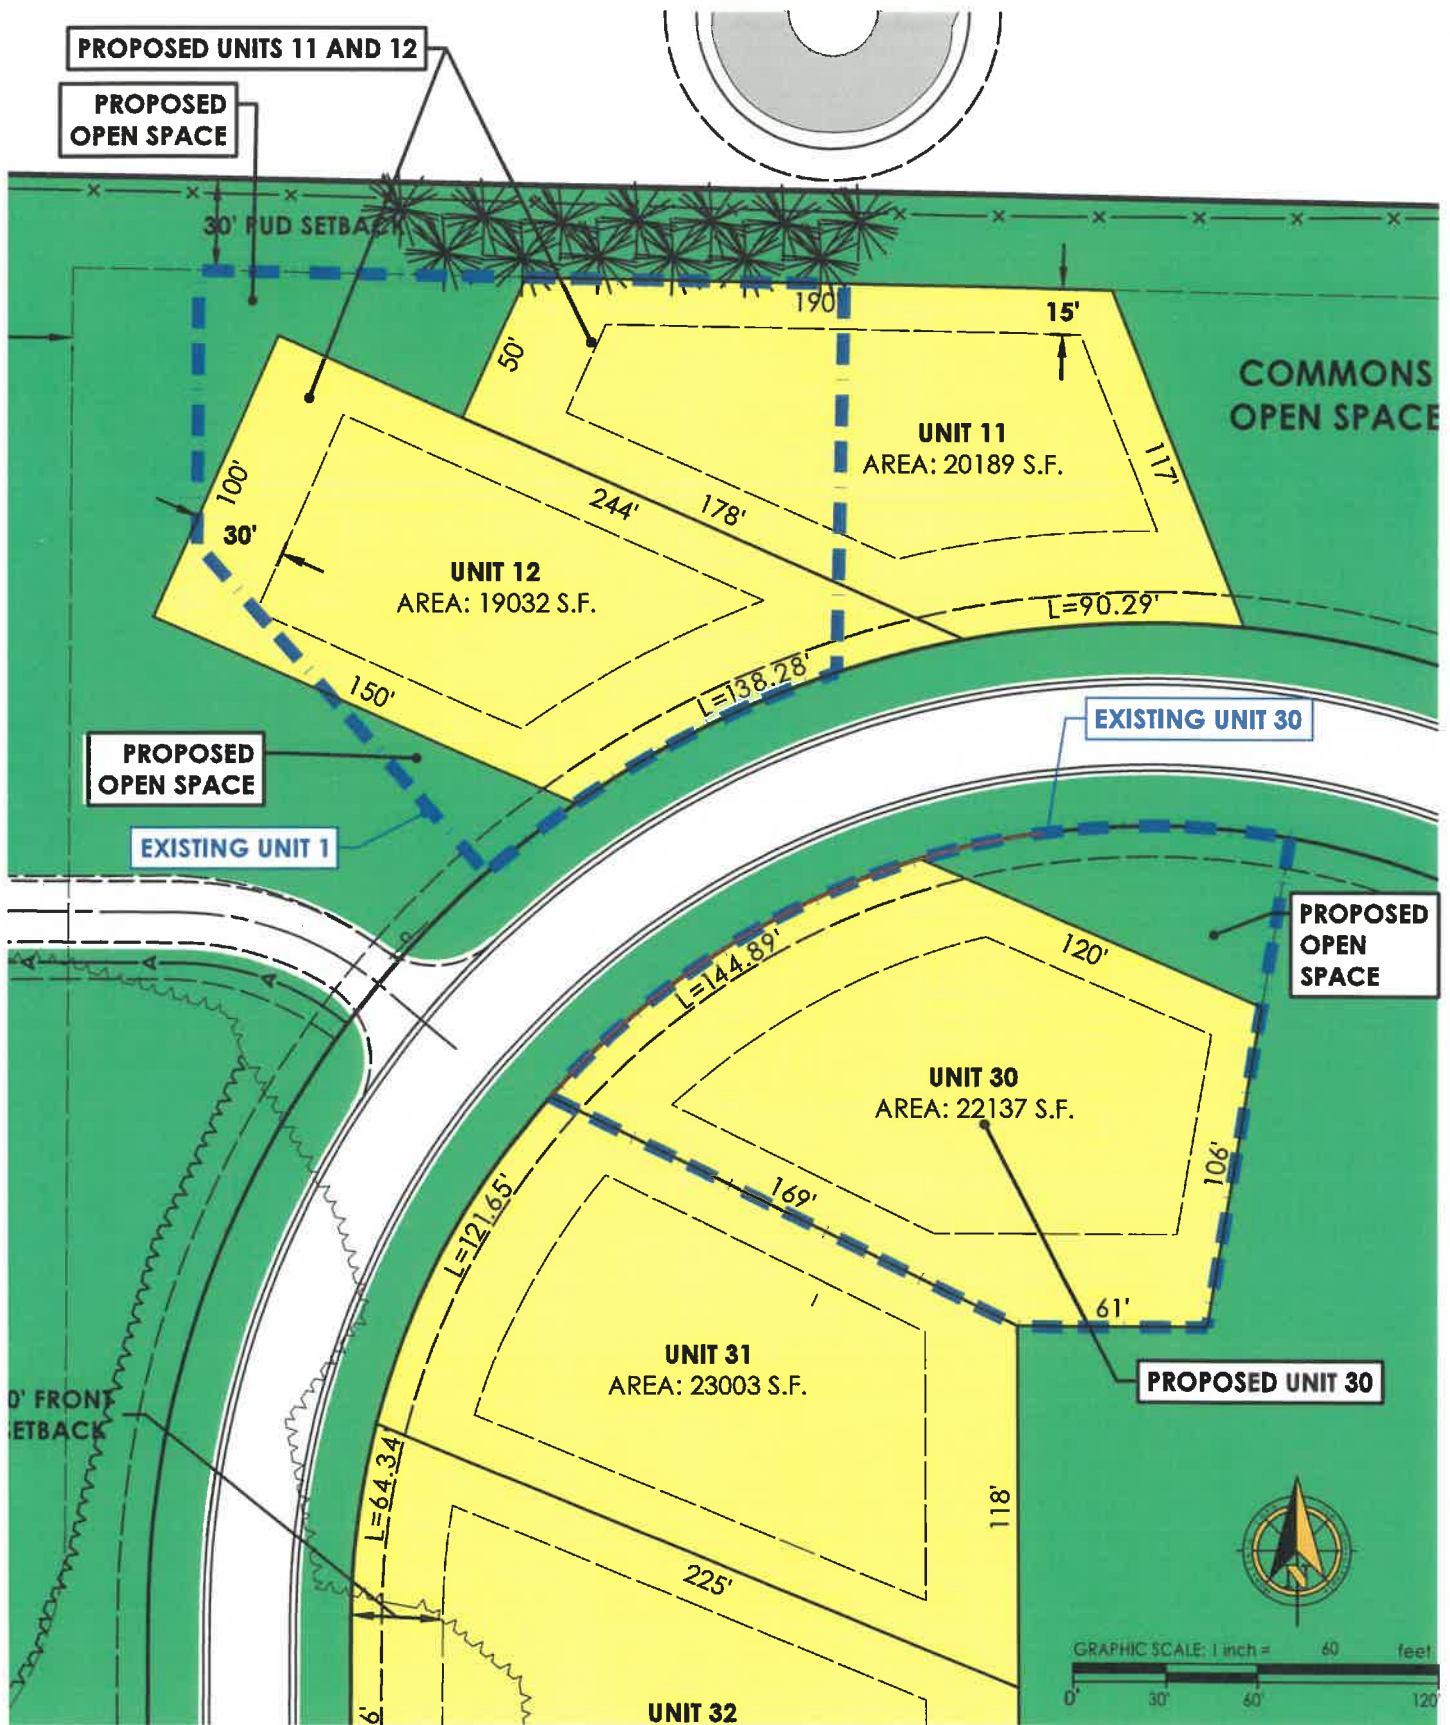 PROPOSED UNITS 11 AND 12
PROPOSED
OPEN SPACE
30' PUD SETBACK
190'
15'
50'
COMMONS
OPEN SPACE
UNIT 11
AREA: 20189 S.F.
117'
100'
244'
178'
30'
UNIT 12
AREA: 19032 S.F.
L=90.29'
150'
L=138.28'
EXISTING UNIT 30
PROPOSED
OPEN SPACE
EXISTING UNIT 1
PROPOSED
OPEN
SPACE
120'
L=144.89'
UNIT 30
AREA: 22137 S.F.
106'
169'
L=121.65'
61'
UNIT 31
AREA: 23003 S.F.
PROPOSED UNIT 30
0' FRONT
SETBACK
L=64.34
118'
225'
N
GRAPHIC SCALE: 1 inch = 60 feet
0' 30' 60' 120'
6'
UNIT 32